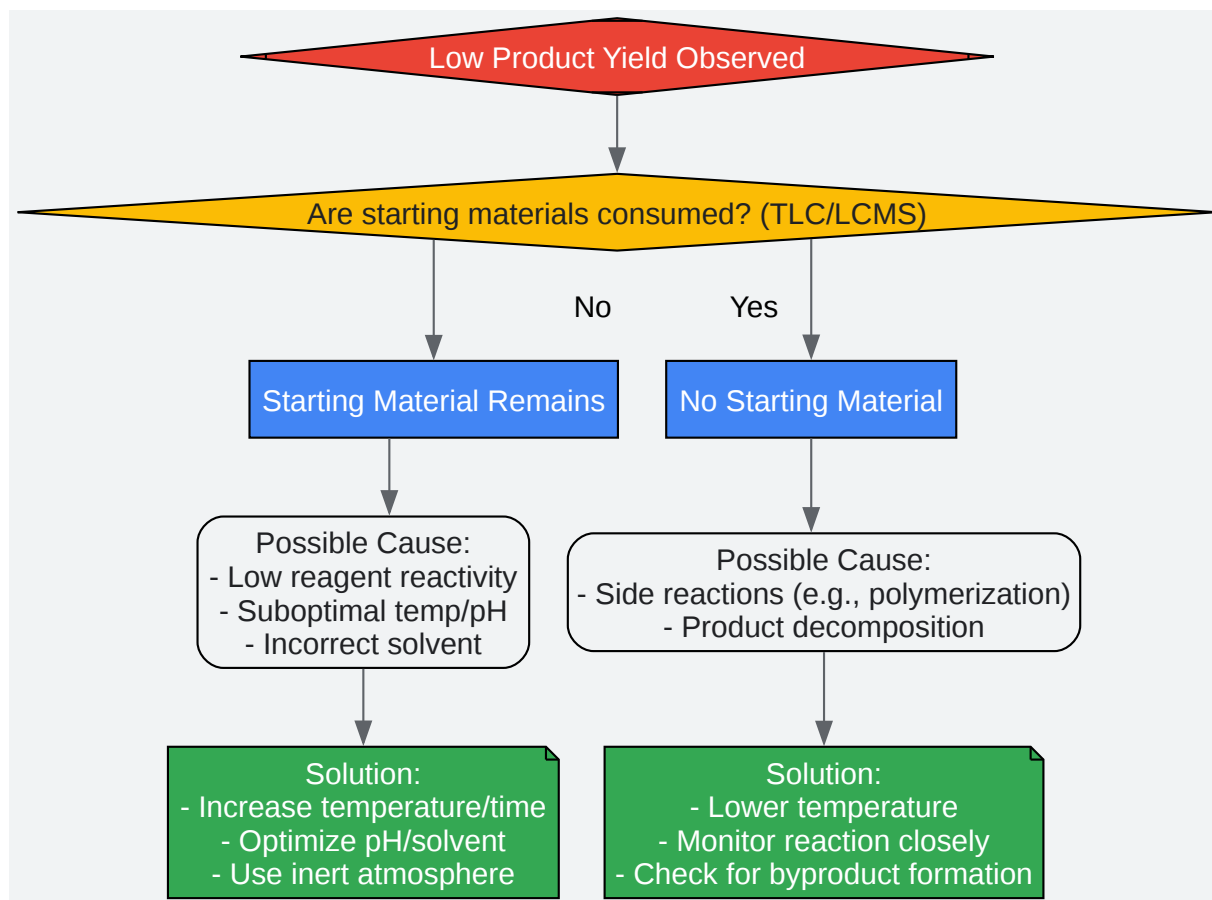 Low Product Yield Observed
Are starting materials consumed? (TLC/LCMS)
No
Yes
Starting Material Remains
No Starting Material
Possible Cause:
- Low reagent reactivity
- Suboptimal temp/pH
- Incorrect solvent
Possible Cause:
- Side reactions (e.g., polymerization)
- Product decomposition
Solution:
- Increase temperature/time
- Optimize pH/solvent
- Use inert atmosphere
Solution:
- Lower temperature
- Monitor reaction closely
- Check for byproduct formation